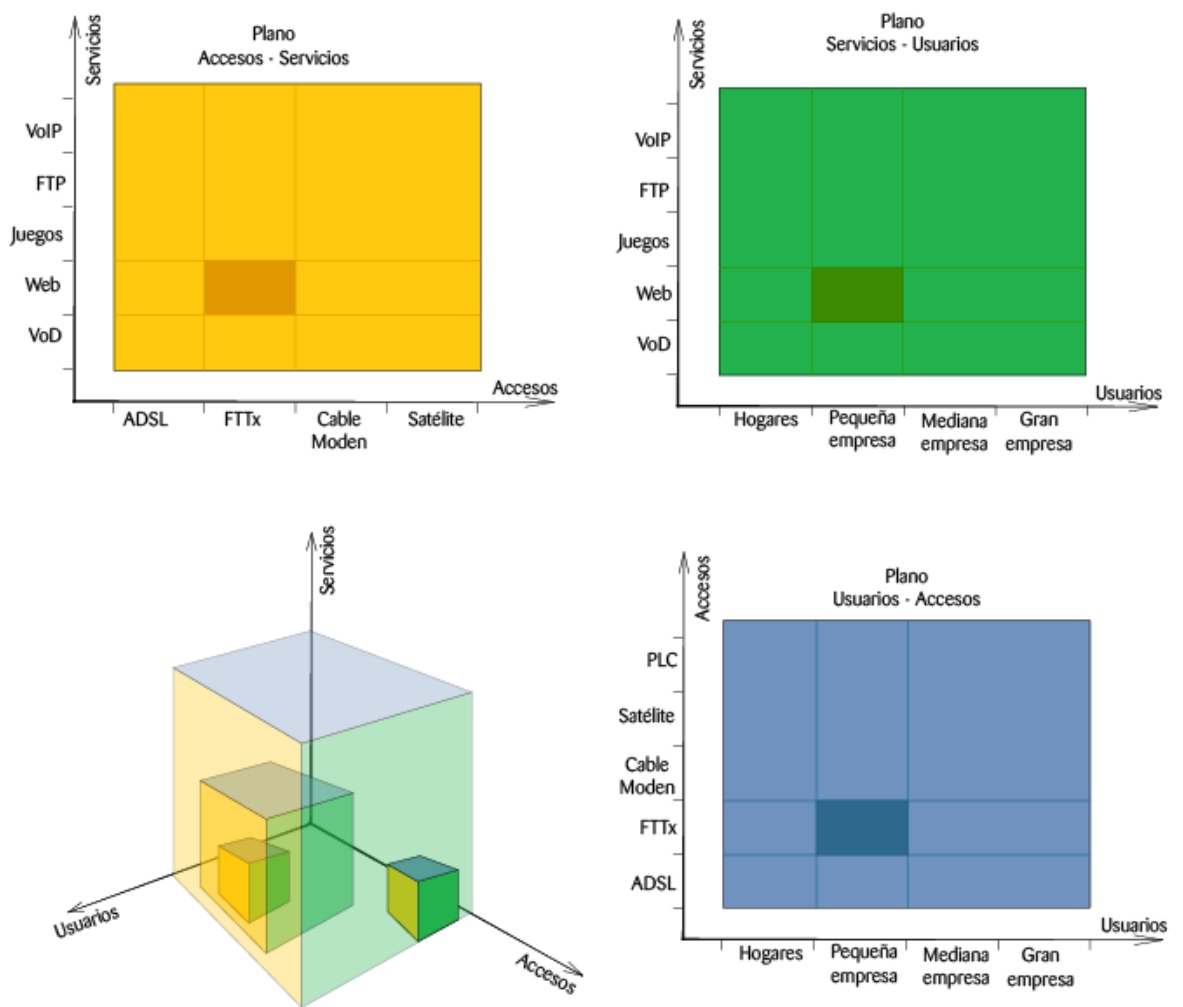 Servicios
Plano
Accesos - Servicios
VoIP
FTP
Juegos
Web
VoD
Accesos
ADSL
FTTx
Cable
Moden
Satélite
Servicios
Plano
Servicios - Usuarios
VoIP
FTP
Juegos
Web
VoD
Usuarios
Hogares
Pequeña
empresa
Mediana
empresa
Gran
empresa
Servicios
Usuarios
Accesos
Accesos
Plano
Usuarios - Accesos
PLC
Satélite
Cable
Moden
FTTx
ADSL
Usuarios
Hogares
Pequeña
empresa
Mediana
empresa
Gran
empresa